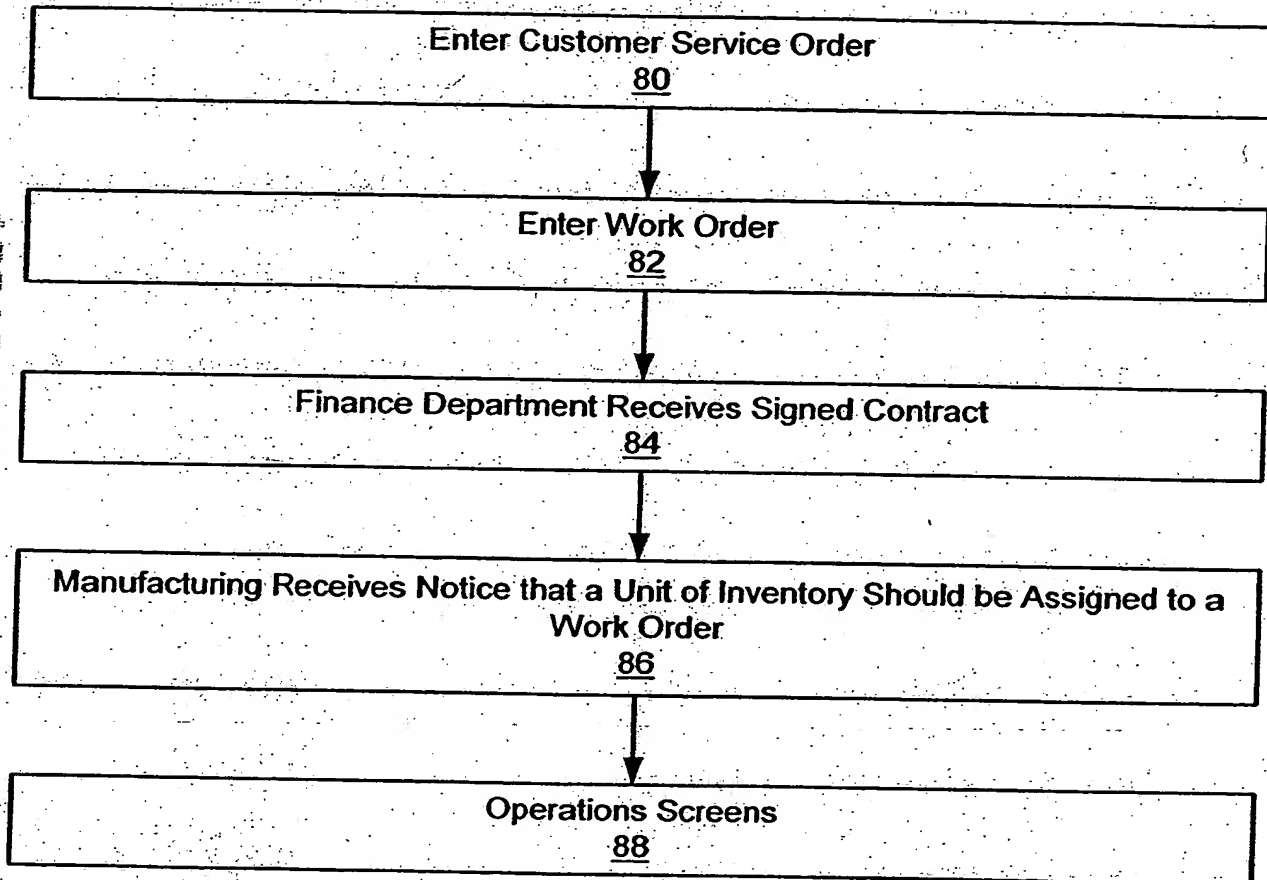 Enter Customer Service Order
80
Enter Work Order
82
Finance Department Receives Signed Contract
84
Manufacturing Receives Notice that a Unit of Inventory Should be Assigned to a
Work Order
86
Operations Screens
88